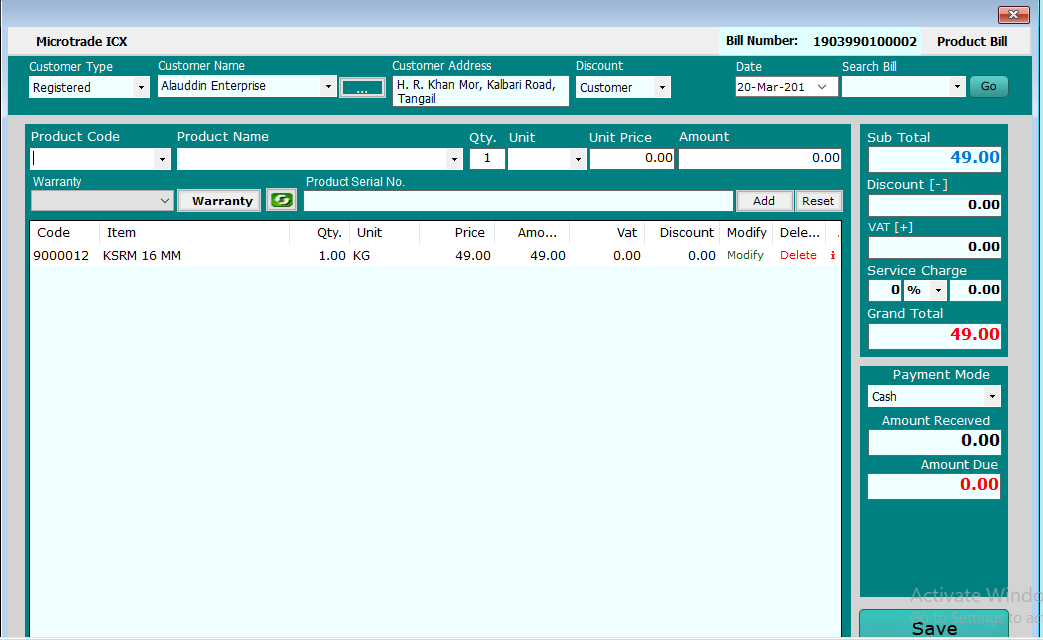 Microtrade ICX
Bill Number: 1903990100002 Product Bill
Customer Type Customer Name Customer Address Discount Date Search Bill
Registered Alauddin Enterprise ... H. R. Khan Mor, Kalbari Road, Customer 20-Mar-201 Go
Tangail
Product Code Product Name Qty. Unit Unit Price Amount
1 0.00 0.00
Warranty Product Serial No.
Warranty Add Reset
Code Item Qty. Unit Price Amo... Vat Discount Modify Dele... .
9000012 KSRM 16 MM 1.00 KG 49.00 49.00 0.00 0.00 Modify Delete i
Sub Total
49.00
Discount [-]
0.00
VAT [+]
0.00
Service Charge
0 % 0.00
Grand Total
49.00
Payment Mode
Cash
Amount Received
0.00
Amount Due
0.00
Activate Windo
Go to Settings to ac
Save